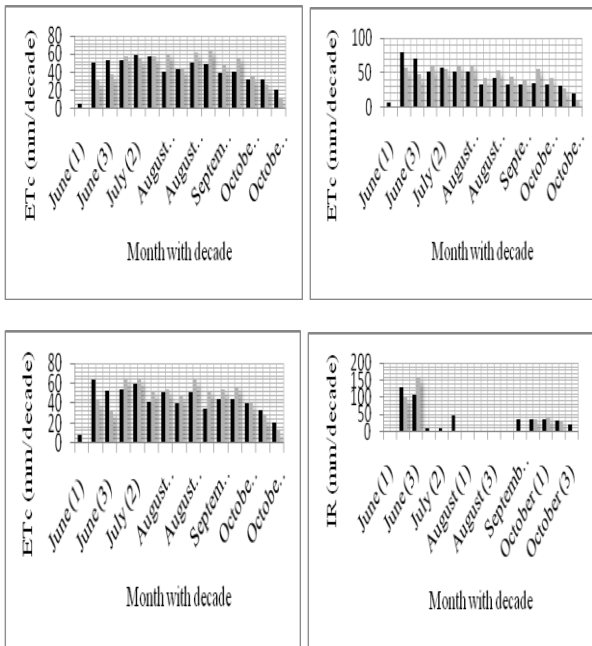 ETc (mm/decade)
80
60
40
20
0
June (1)
June (3)
July (2)
August..
August..
Septem..
Octobe..
Octobe..
Month with decade
ETc (mm/decade)
100
50
0
June (1)
June (3)
July (2)
August..
August..
Septe..
Octobe..
Octobe..
Month with decade
ETc (mm/decade)
80
60
40
20
0
June (1)
June (3)
July (2)
August..
August..
Septem..
Octobe..
Octobe..
Month with decade
IR (mm/decade)
200
150
100
50
0
June (1)
June (3)
July (2)
August (1)
August (3)
Septemb..
October (1)
October (3)
Month with decade